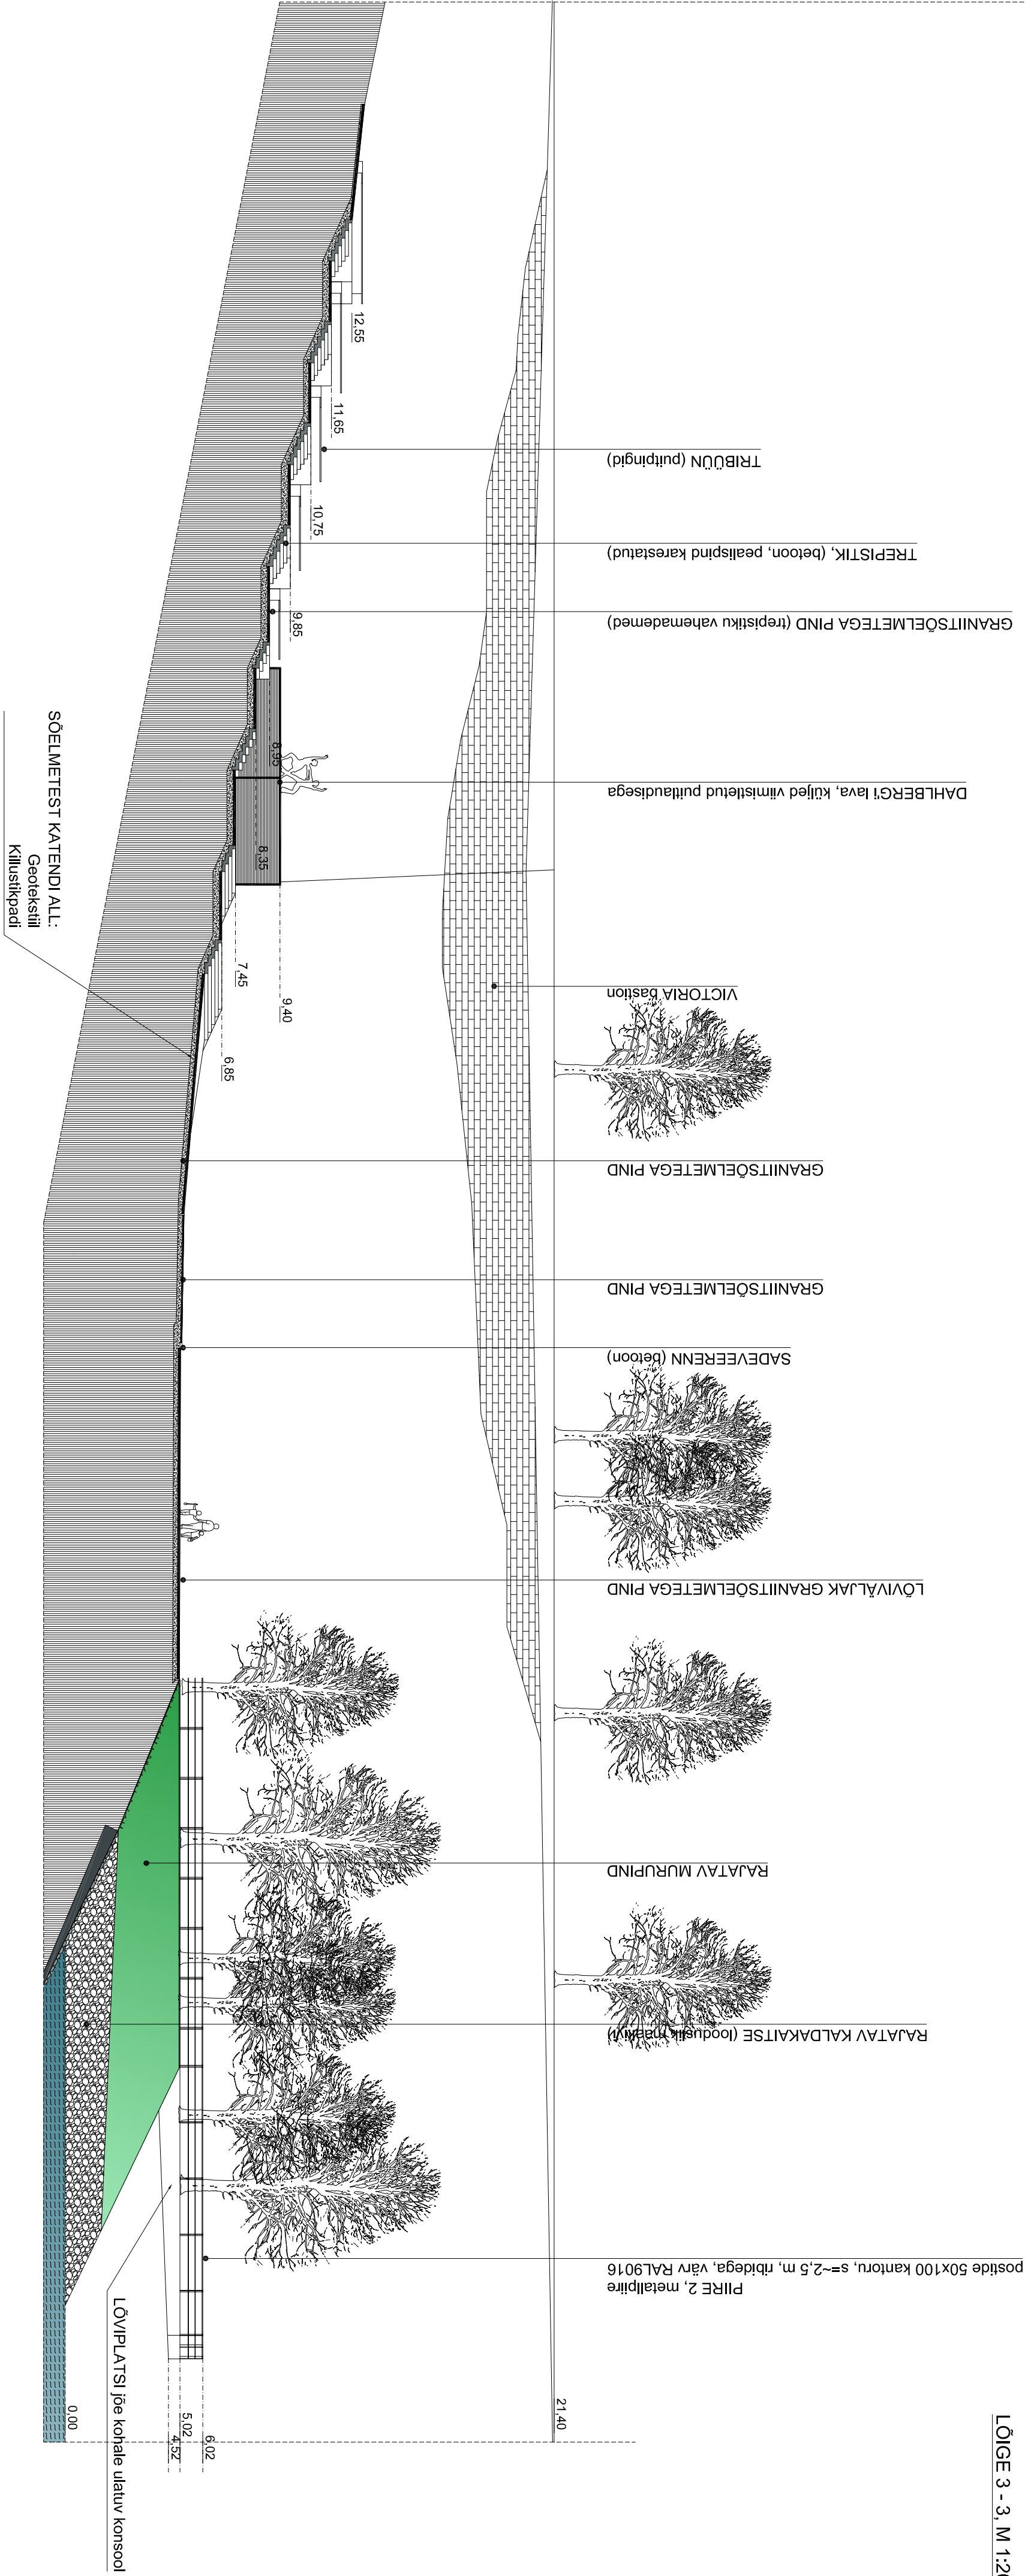 LÕIGE 3 - 3, M 1:20
21,40
12,55
11,65
10,75
9,85
8,95
8,35
9,40
7,45
6,85
6,02
5,02
4,52
0,00
TRIBÜÜN (puitpingid)
TREPISTIK, (betoon, pealispind karestatud)
GRANIITSÕELMETEGA PIND (trepistiku vahemademed)
DAHLBERG'i lava, küljed viimistletud puitlaudisega
VICTORIA bastion
GRANIITSÕELMETEGA PIND
GRANIITSÕELMETEGA PIND
SADEVEERENN (betoon)
LÕVIVÄLJAK GRANIITSÕELMETEGA PIND
RAJATAV MURUPIND
RAJATAV KALDAKAITSE (looduslik maakivi)
PIIRE 2, metallpiire
postide 50x100 kantoru, s=~2,5 m, ribidega, värv RAL9016
SÕELMETEST KATENDI ALL:
Geotekstiil
Killustikpadi
LÕVIPLATSI jõe kohale ulatuv konsool